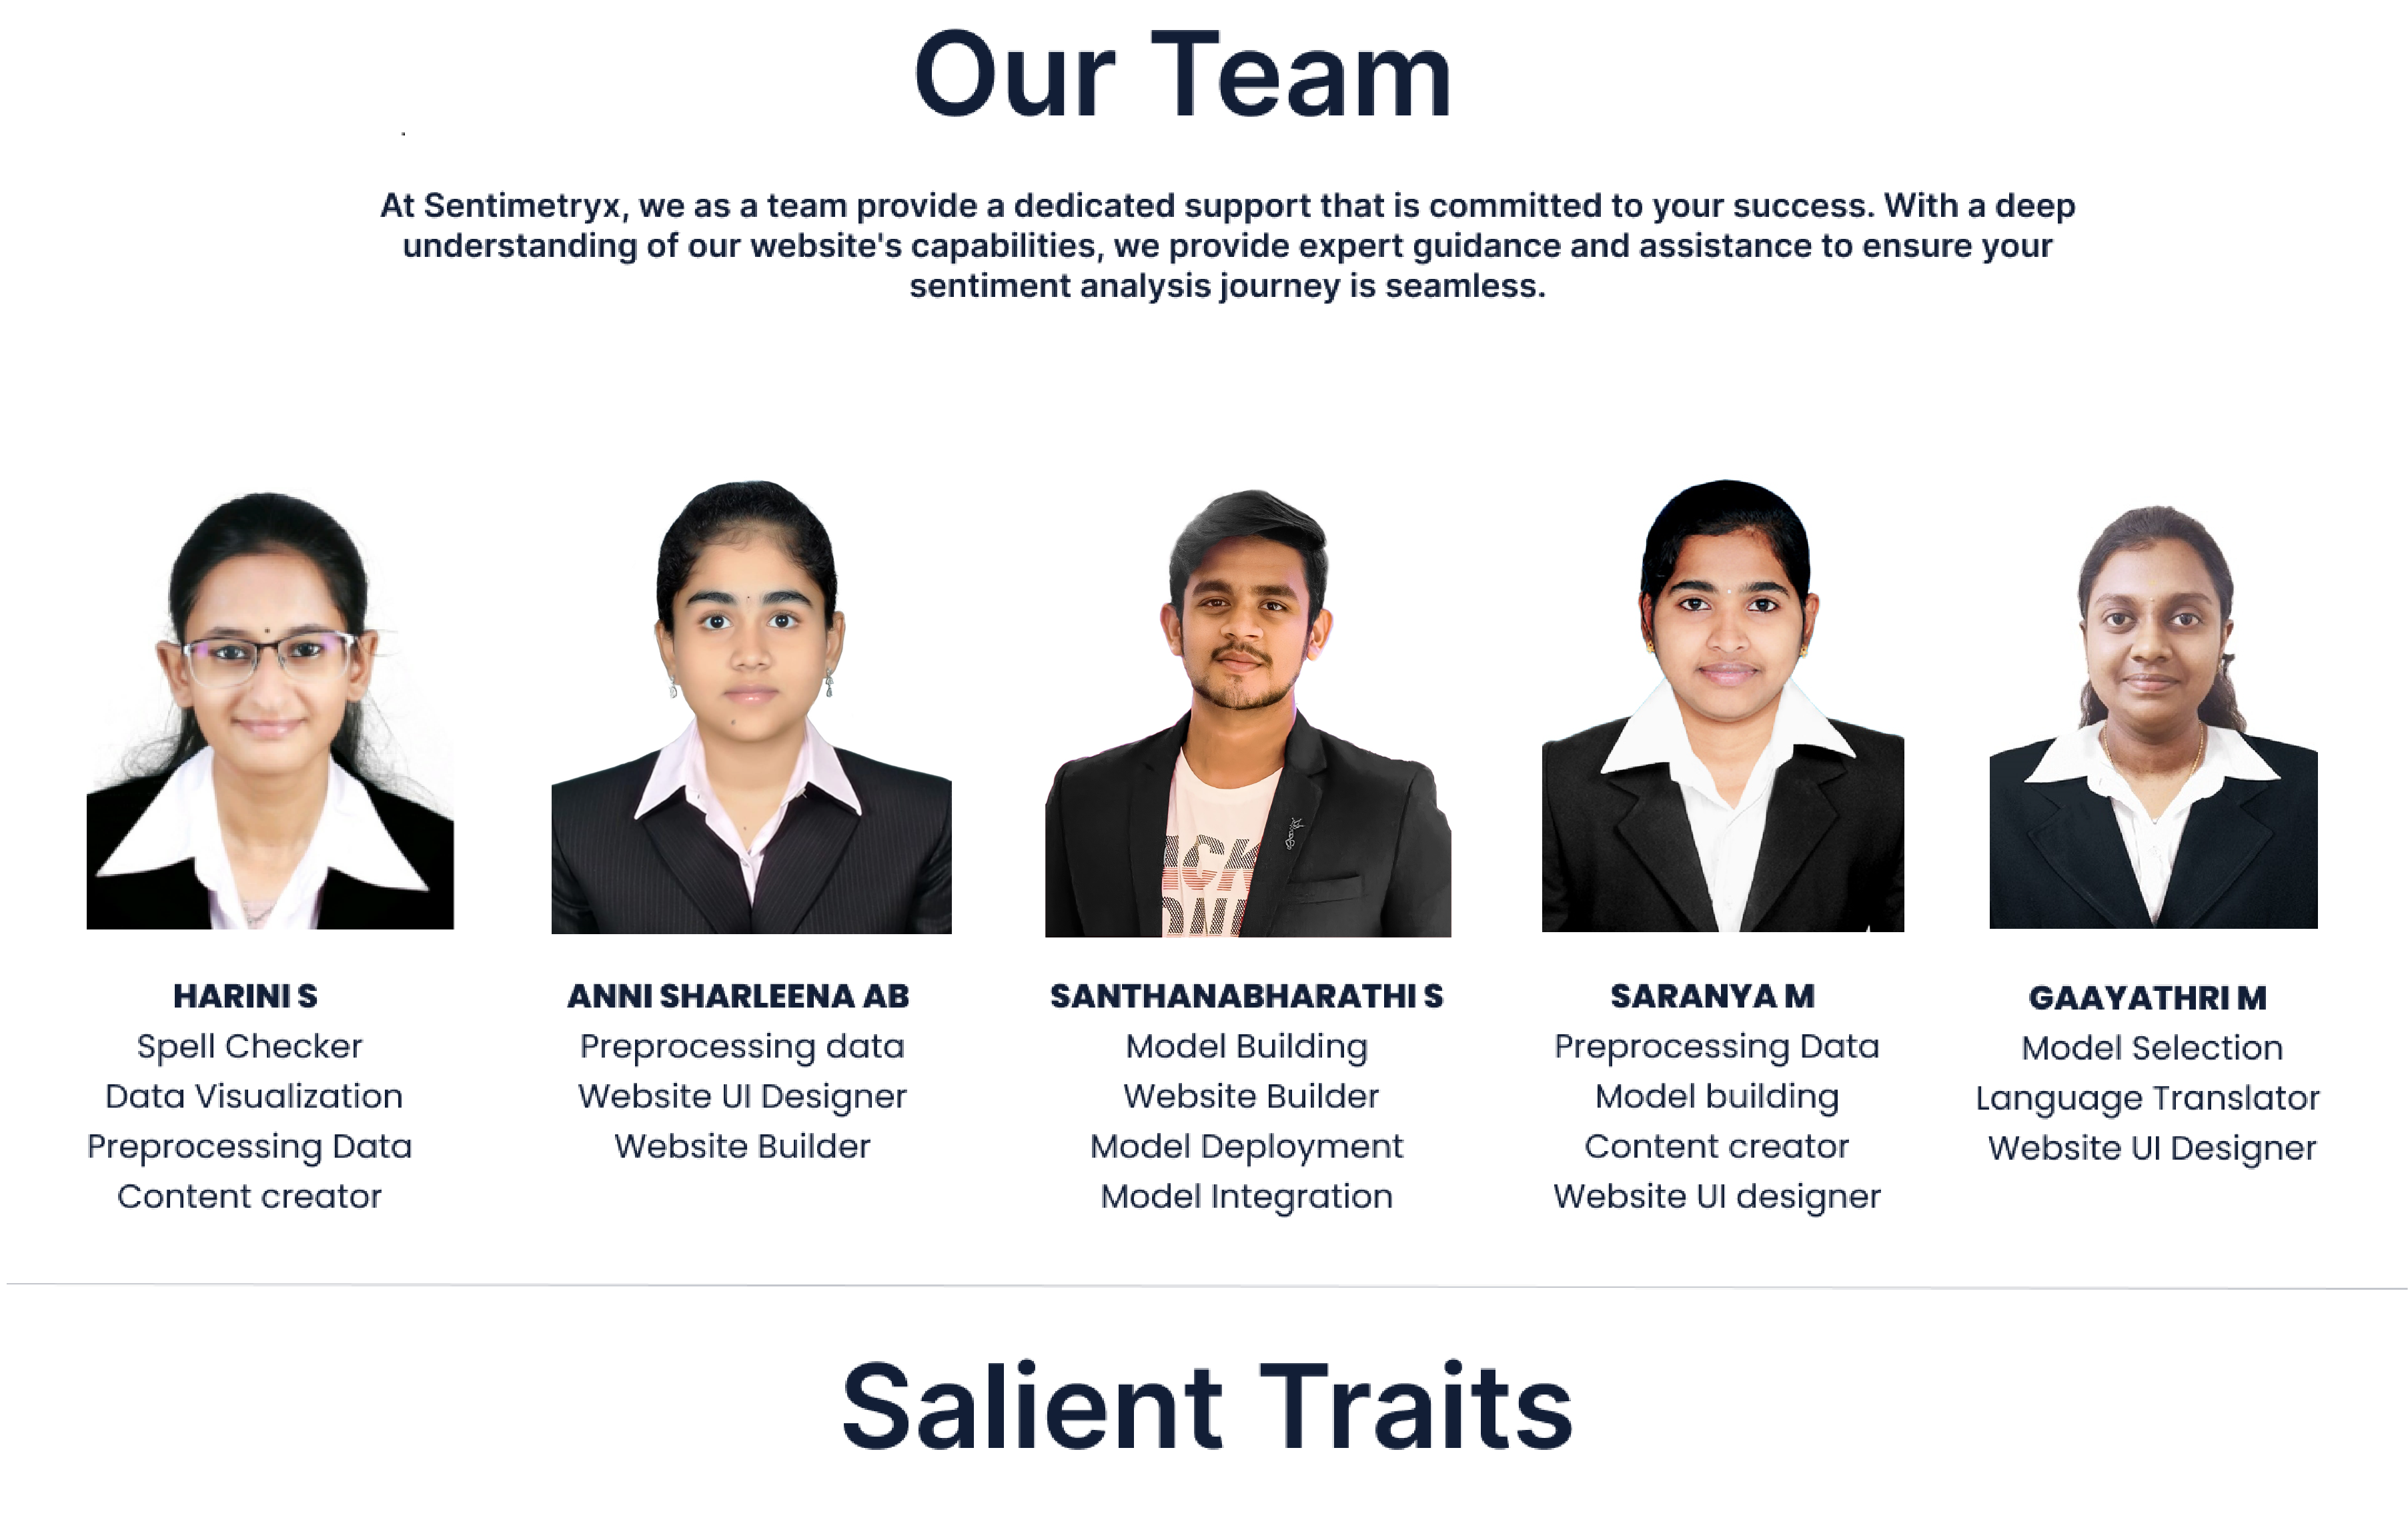 Our Team
At Sentimetryx, we as a team provide a dedicated support that is committed to your success. With a deep
understanding of our website's capabilities, we provide expert guidance and assistance to ensure your
sentiment analysis journey is seamless.
HARINI S
Spell Checker
Data Visualization
Preprocessing Data
Content creator
ANNI SHARLEENA AB
Preprocessing data
Website UI Designer
Website Builder
SANTHANABHARATHI S
Model Building
Website Builder
Model Deployment
Model Integration
SARANYA M
Preprocessing Data
Model building
Content creator
Website UI designer
GAAYATHRI M
Model Selection
Language Translator
Website UI Designer
Salient Traits